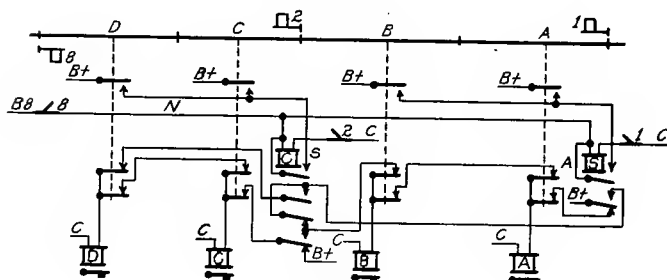 D C 2 B 1 A
8
B+ B+ B+ B+
B8 8 N 2 C 1 C
C S A S
B+
C C B+ C C
D C B A